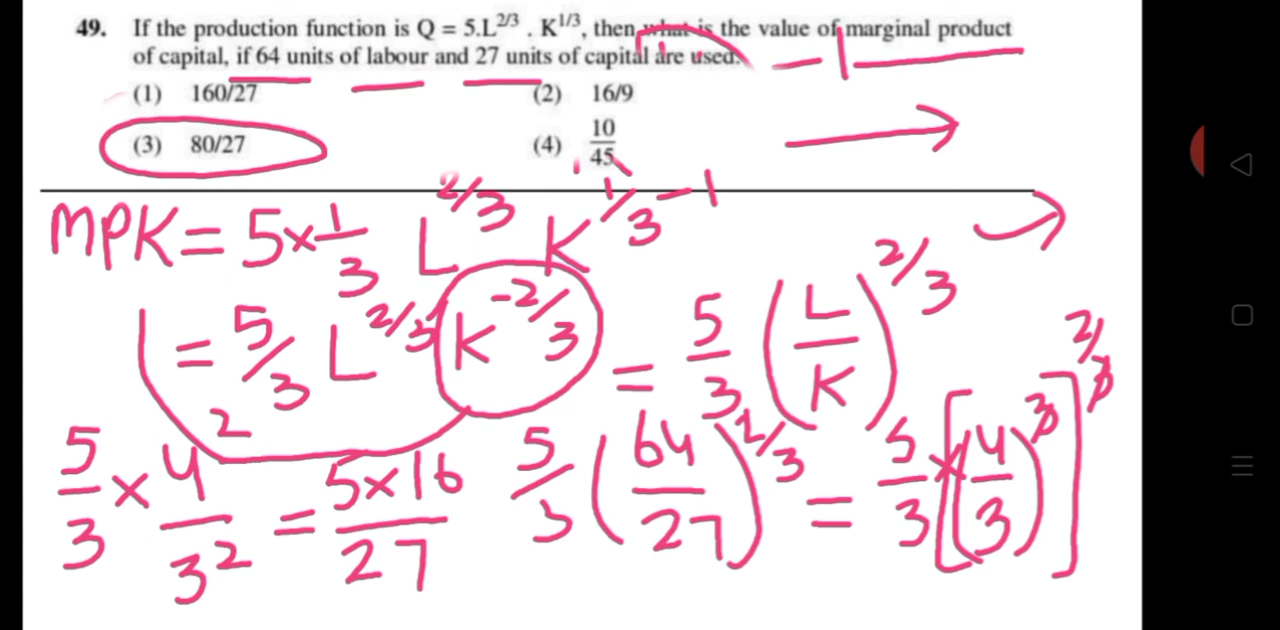 49. If the production function is Q = 5.L^2/3 . K^1/3, then what is the value of marginal product
of capital, if 64 units of labour and 27 units of capital are used.
(1) 160/27 (2) 16/9
(3) 80/27 (4) 10/45
MPK = 5 × 1/3 L^2/3 K^1/3 - 1
= 5/3 L^2/3 K^-2/3 = 5/3 (L/K)^2/3
5/3 (64/27)^2/3 = 5/3 × [(4/3)^3]^2/3
5/3 × 4^2/3^2 = 5×16/27